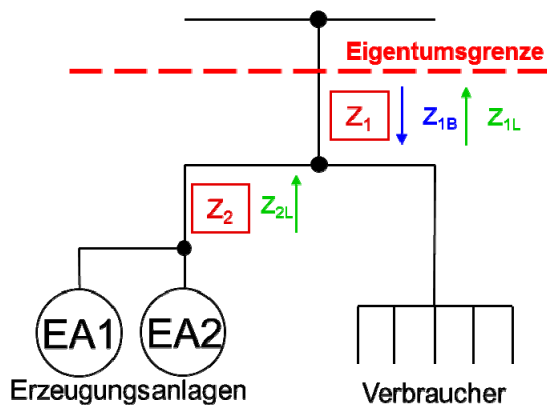 Eigentumsgrenze
Z1 Z1B Z1L
Z2 Z2L
EA1 EA2
Erzeugungsanlagen Verbraucher